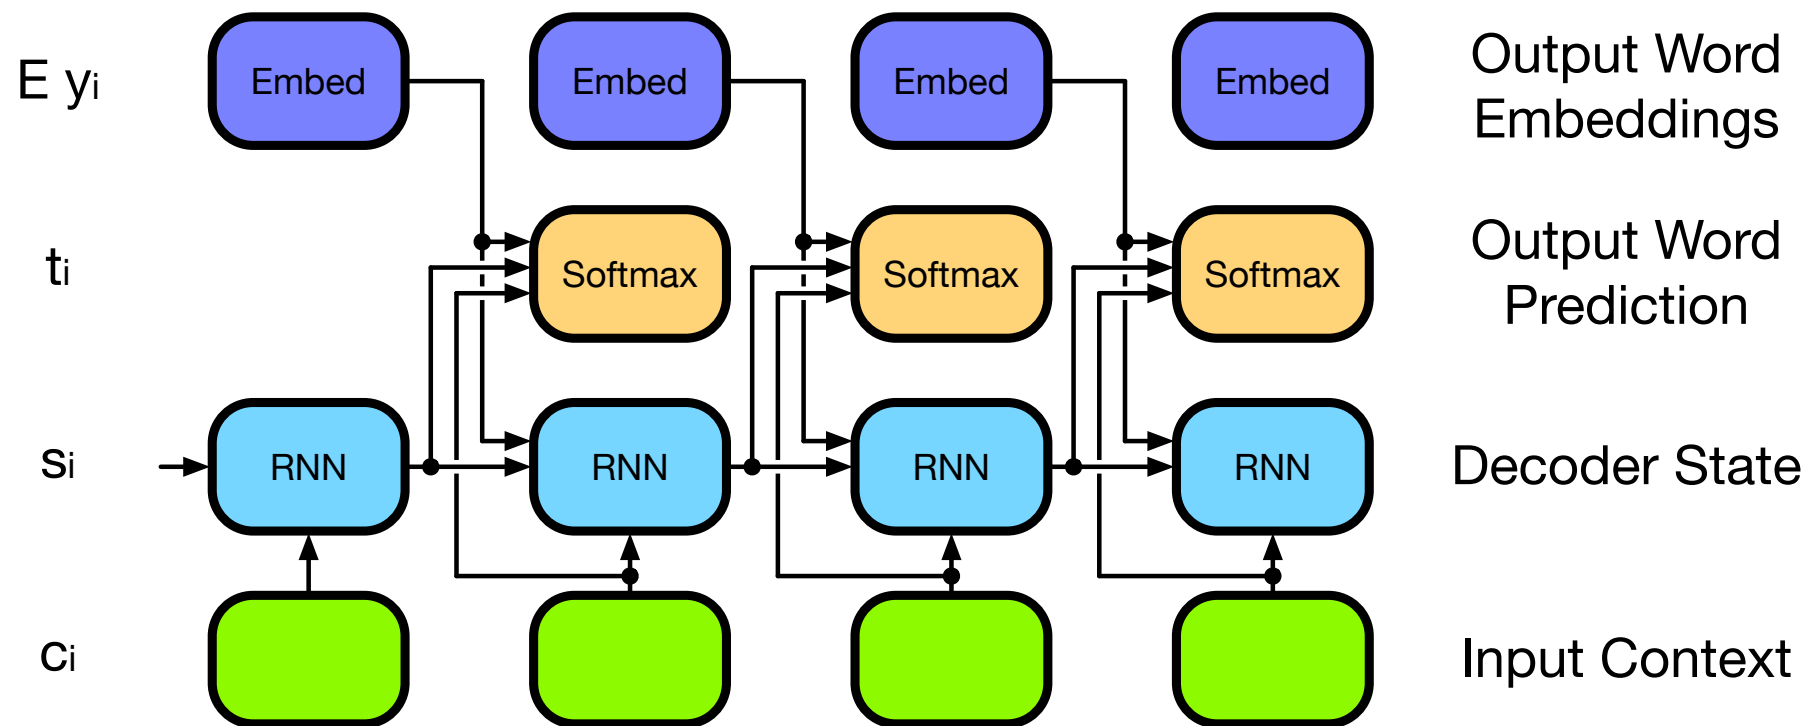 E yi
Embed
Embed
Embed
Embed
Output Word
Embeddings
ti
Softmax
Softmax
Softmax
Output Word
Prediction
si
RNN
RNN
RNN
RNN
Decoder State
ci
Input Context